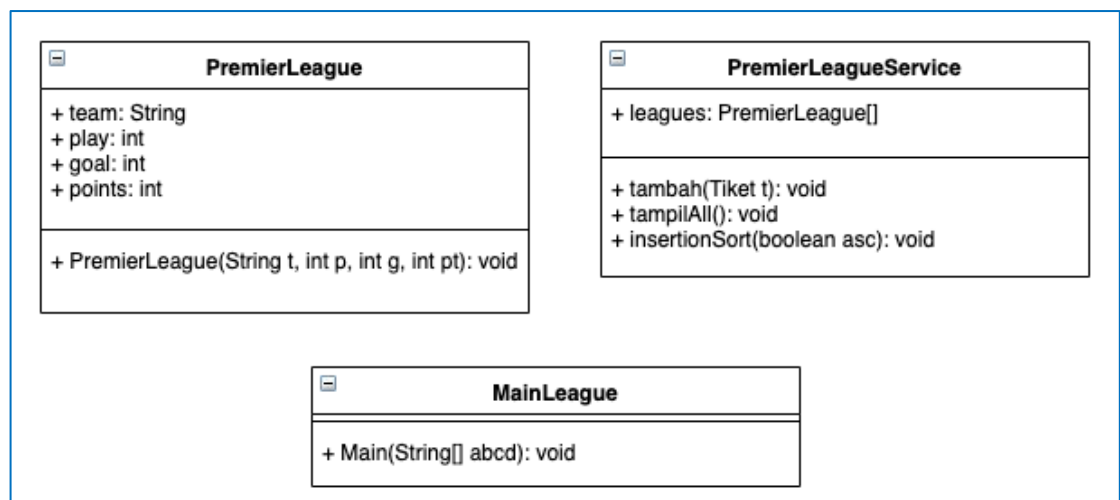 PremierLeague
+ team: String
+ play: int
+ goal: int
+ points: int
+ PremierLeague(String t, int p, int g, int pt): void
PremierLeagueService
+ leagues: PremierLeague[]
+ tambah(Tiket t): void
+ tampilAll(): void
+ insertionSort(boolean asc): void
MainLeague
+ Main(String[] abcd): void